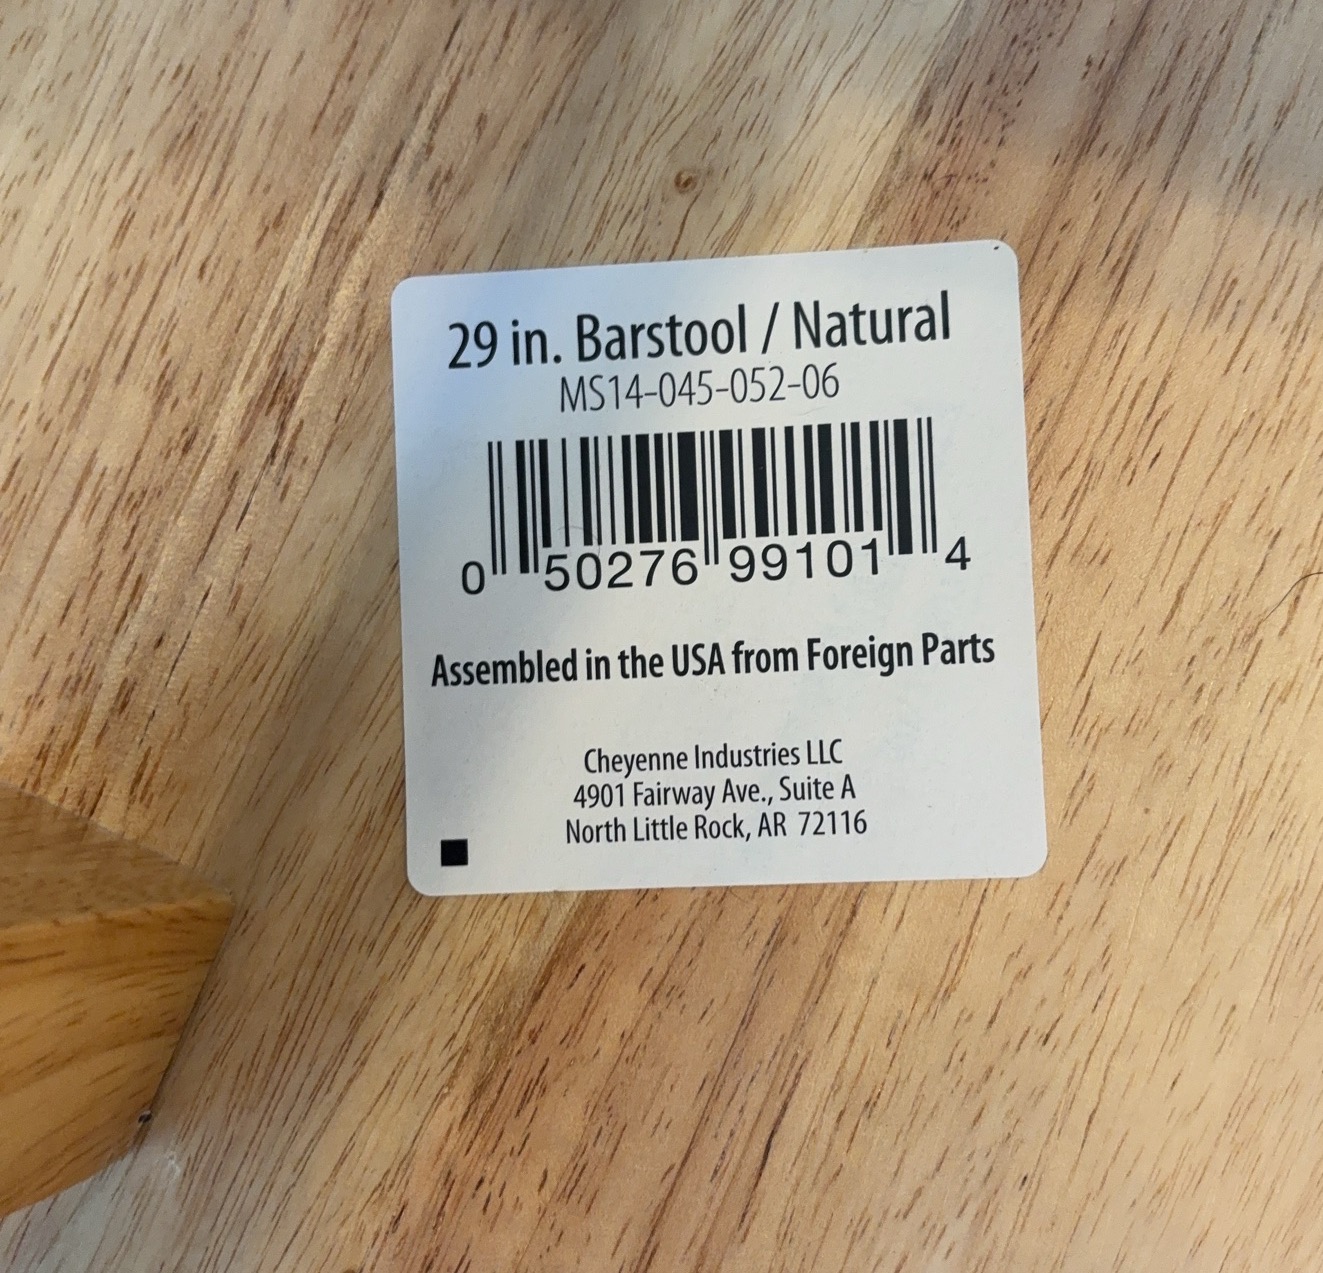 29 in. Barstool / Natural
MS14-045-052-06
0 50276 99101 4
Assembled in the USA from Foreign Parts
Cheyenne Industries LLC
4901 Fairway Ave., Suite A
North Little Rock, AR 72116